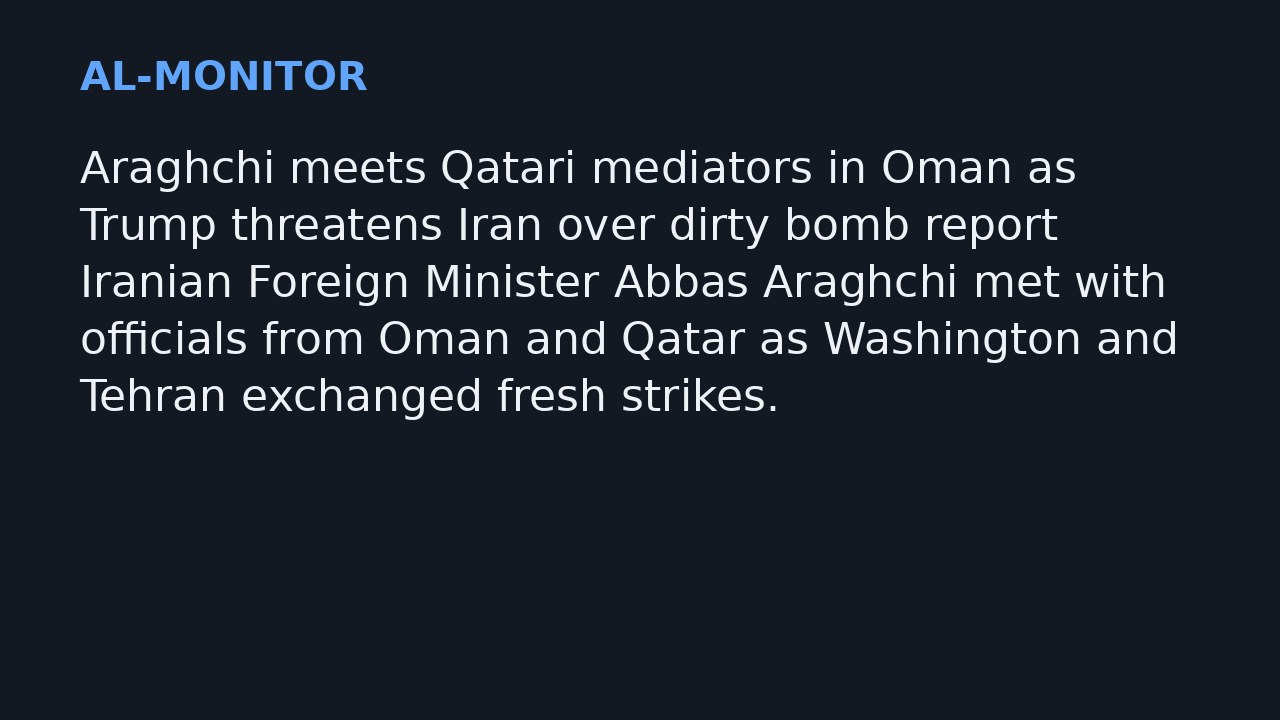 AL-MONITOR
Araghchi meets Qatari mediators in Oman as
Trump threatens Iran over dirty bomb report
Iranian Foreign Minister Abbas Araghchi met with
officials from Oman and Qatar as Washington and
Tehran exchanged fresh strikes.